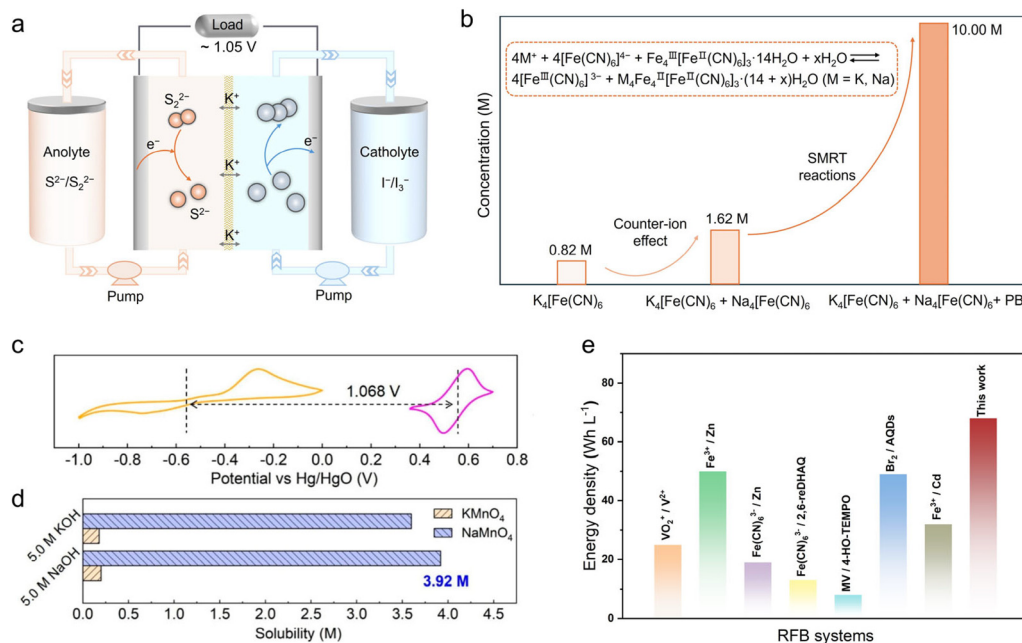 a
Load
~ 1.05 V
Anolyte
S²⁻/S₂²⁻
S₂²⁻
e⁻
S²⁻
K⁺
K⁺
K⁺
e⁻
Catholyte
I⁻/I₃⁻
Pump
Pump
b
Concentration (M)
4M⁺ + 4[Fe(CN)₆]⁴⁻ + Fe₄ᴵᴵᴵ[Feᴵᴵ(CN)₆]₃·14H₂O + xH₂O ⇌
4[Feᴵᴵᴵ(CN)₆]³⁻ + M₄Fe₄ᴵᴵ[Feᴵᴵ(CN)₆]₃·(14 + x)H₂O (M = K, Na)
10.00 M
SMRT
reactions
Counter-ion
effect
1.62 M
0.82 M
K₄[Fe(CN)₆
K₄[Fe(CN)₆ + Na₄[Fe(CN)₆
K₄[Fe(CN)₆ + Na₄[Fe(CN)₆+ PB
c
1.068 V
-1.0 -0.8 -0.6 -0.4 -0.2 0.0 0.2 0.4 0.6 0.8
Potential vs Hg/HgO (V)
d
5.0 M KOH
5.0 M NaOH
KMnO₄
NaMnO₄
3.92 M
0.0 0.5 1.0 1.5 2.0 2.5 3.0 3.5 4.0 4.5 5.0
Solubility (M)
e
Energy density (Wh L⁻¹)
80
60
40
20
0
VO₂⁺ / V²⁺
Fe³⁺ / Zn
Fe(CN)₆³⁻ / Zn
Fe(CN)₆³⁻ / 2,6-reDHAQ
MV / 4-HO-TEMPO
Br₂ / AQDs
Fe³⁺ / Cd
This work
RFB systems